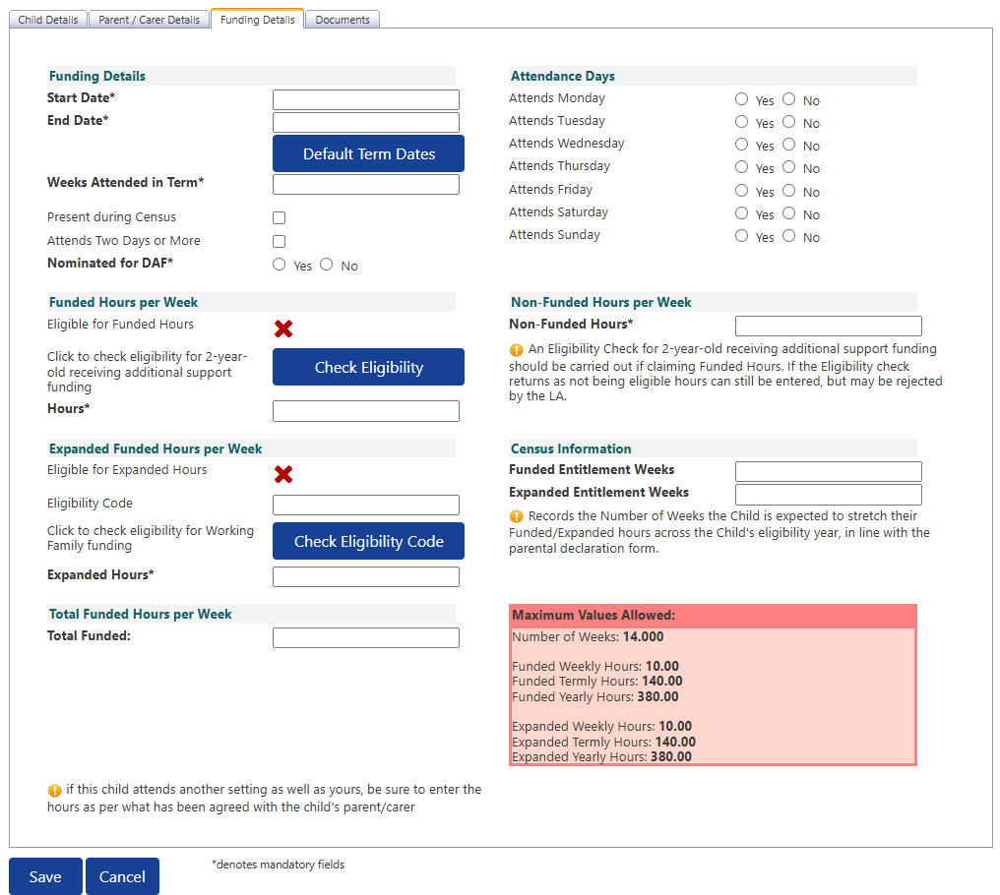 Child Details
Parent / Carer Details
Funding Details
Documents
Funding Details
Start Date*
End Date*
Default Term Dates
Weeks Attended in Term*
Present during Census
Attends Two Days or More
Nominated for DAF*
Yes No
Attendance Days
Attends Monday Yes No
Attends Tuesday Yes No
Attends Wednesday Yes No
Attends Thursday Yes No
Attends Friday Yes No
Attends Saturday Yes No
Attends Sunday Yes No
Funded Hours per Week
Eligible for Funded Hours
Click to check eligibility for 2-year-
old receiving additional support
funding
Check Eligibility
Hours*
Non-Funded Hours per Week
Non-Funded Hours*
An Eligibility Check for 2-year-old receiving additional support funding
should be carried out if claiming Funded Hours. If the Eligibility check
returns as not being eligible hours can still be entered, but may be rejected
by the LA.
Expanded Funded Hours per Week
Eligible for Expanded Hours
Eligibility Code
Click to check eligibility for Working
Family funding
Check Eligibility Code
Expanded Hours*
Census Information
Funded Entitlement Weeks
Expanded Entitlement Weeks
Records the Number of Weeks the Child is expected to stretch their
Funded/Expanded hours across the Child's eligibility year, in line with the
parental declaration form.
Total Funded Hours per Week
Total Funded:
Maximum Values Allowed:
Number of Weeks: 14.000
Funded Weekly Hours: 10.00
Funded Termly Hours: 140.00
Funded Yearly Hours: 380.00
Expanded Weekly Hours: 10.00
Expanded Termly Hours: 140.00
Expanded Yearly Hours: 380.00
if this child attends another setting as well as yours, be sure to enter the
hours as per what has been agreed with the child's parent/carer
Save
Cancel
*denotes mandatory fields